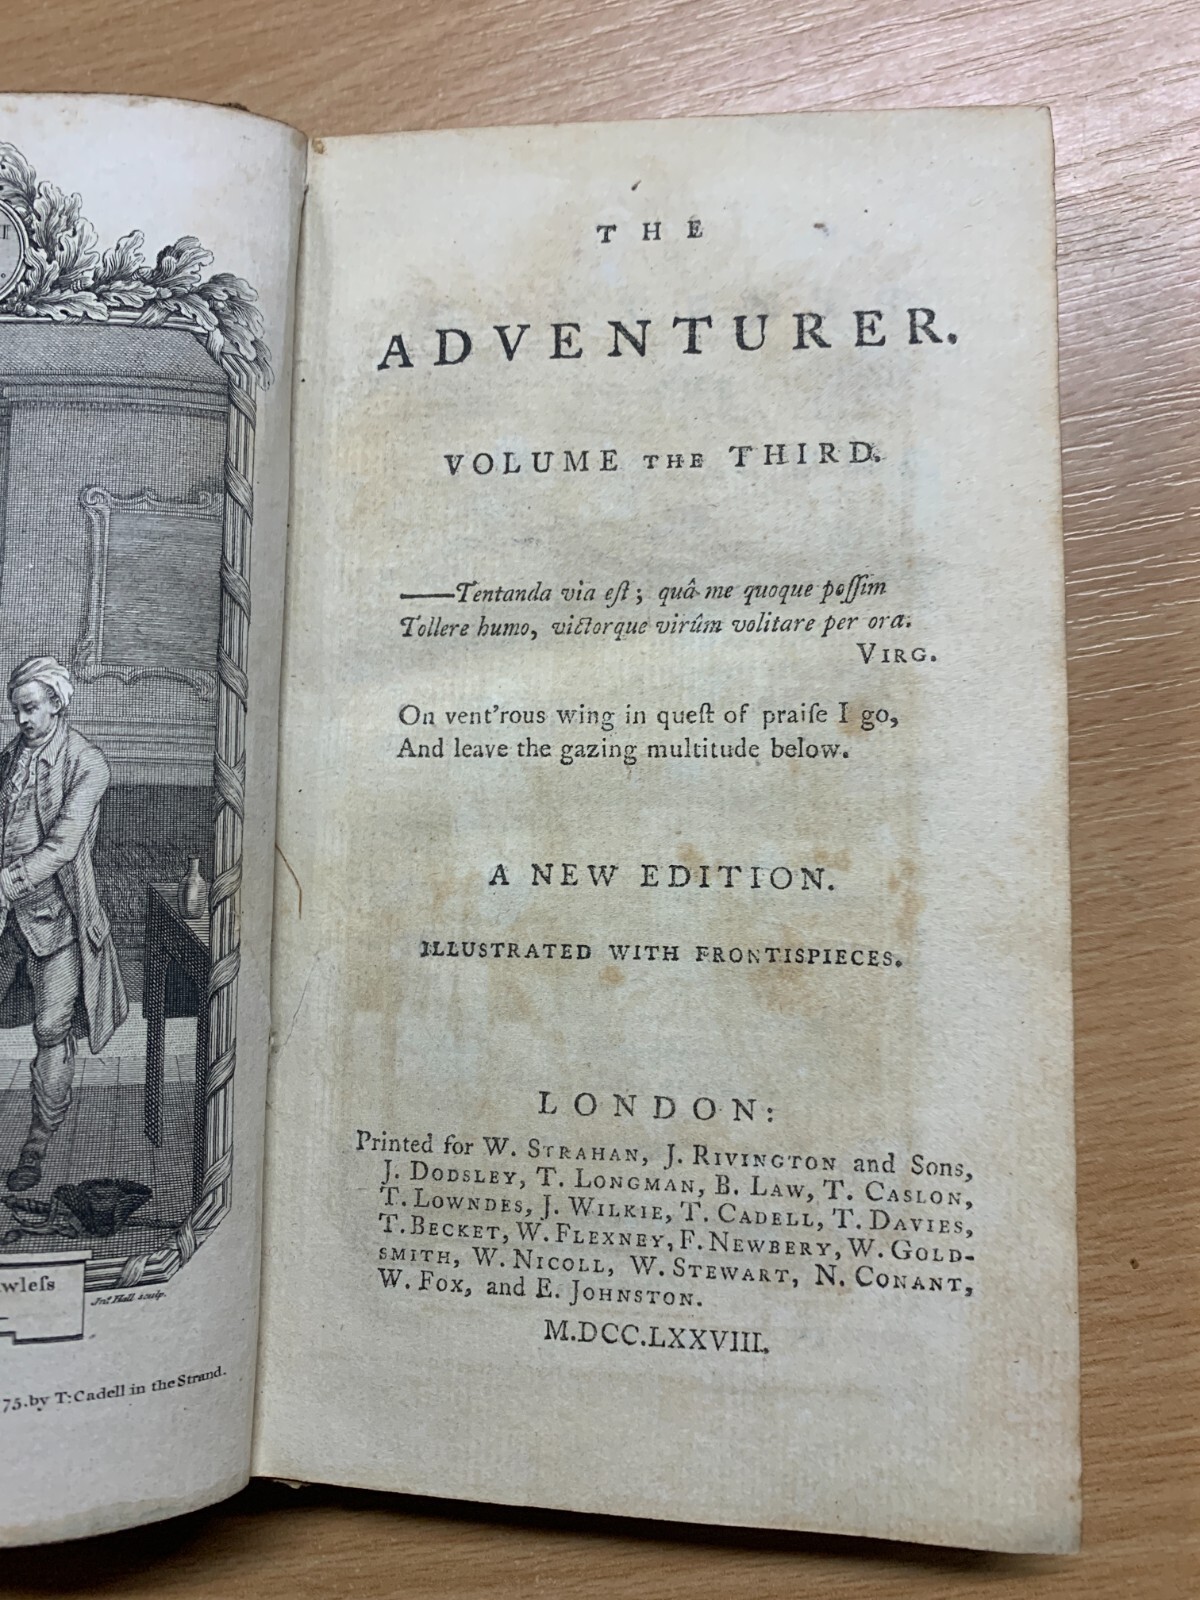 THE
ADVENTURER.
VOLUME THE THIRD.
——Tentanda via eſt; quâ me quoque poſſim
Tollere humo, victorque virûm volitare per ora.
VIRG.
On vent'rous wing in queſt of praiſe I go,
And leave the gazing multitude below.
A NEW EDITION.
ILLUSTRATED WITH FRONTISPIECES.
LONDON:
Printed for W. STRAHAN, J. RIVINGTON and Sons,
J. DODSLEY, T. LONGMAN, B. LAW, T. CASLON,
T. LOWNDES, J. WILKIE, T. CADELL, T. DAVIES,
T. BECKET, W. FLEXNEY, F. NEWBERY, W. GOLD-
SMITH, W. NICOLL, W. STEWART, N. CONANT,
W. FOX, and E. JOHNSTON.
M.DCC.LXXVIII.
wleſs
Jnº. Hall sculp.
75. by T: Cadell in the Strand.